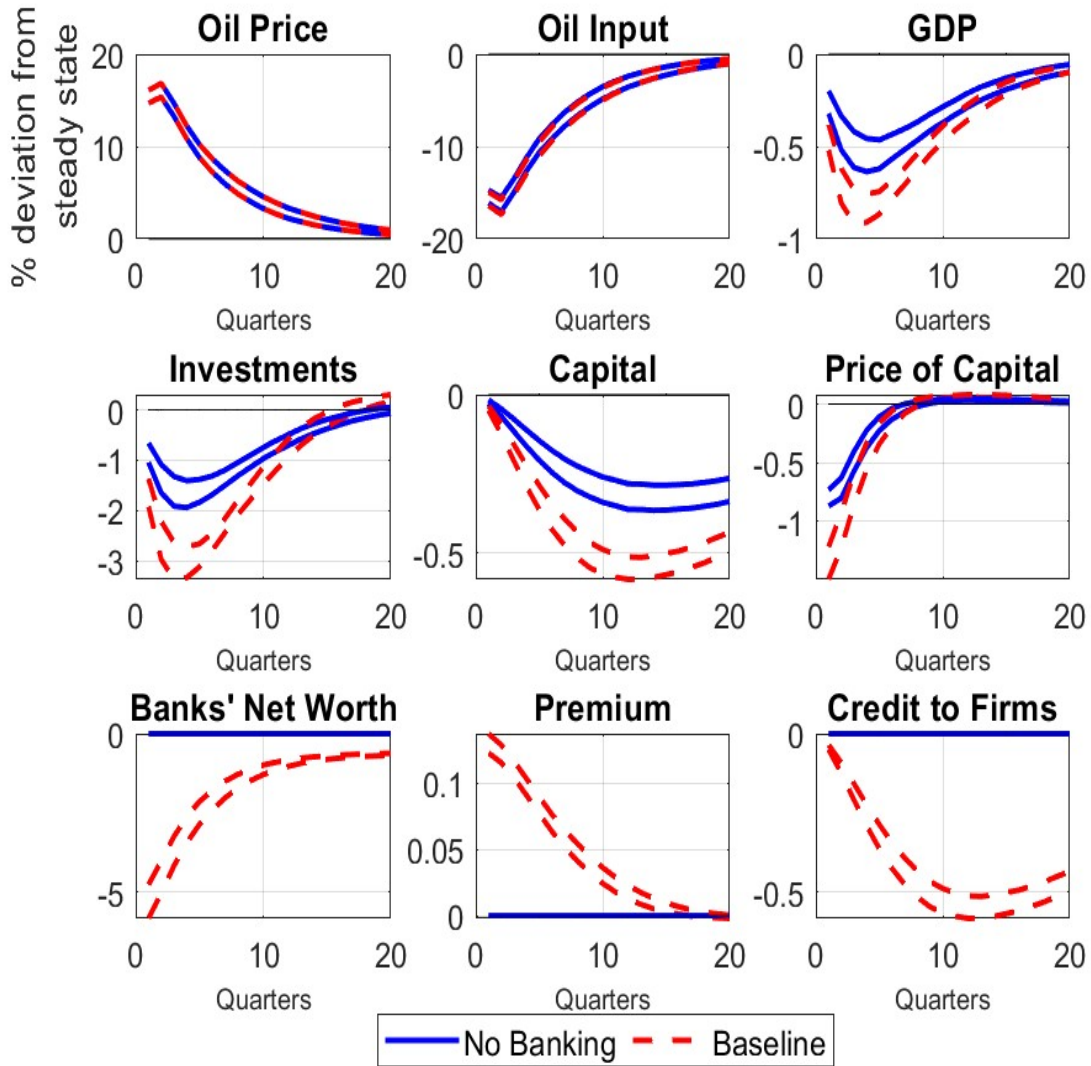 % deviation from
steady state
Oil Price
20
10
0
0 10 20
Quarters
Oil Input
0
-10
-20
0 10 20
Quarters
GDP
0
-0.5
-1
0 10 20
Quarters
Investments
0
-1
-2
-3
0 10 20
Quarters
Capital
0
-0.5
0 10 20
Quarters
Price of Capital
0
-0.5
-1
0 10 20
Quarters
Banks' Net Worth
0
-5
0 10 20
Quarters
Premium
0.1
0.05
0
0 10 20
Quarters
Credit to Firms
0
-0.5
0 10 20
Quarters
No Banking Baseline